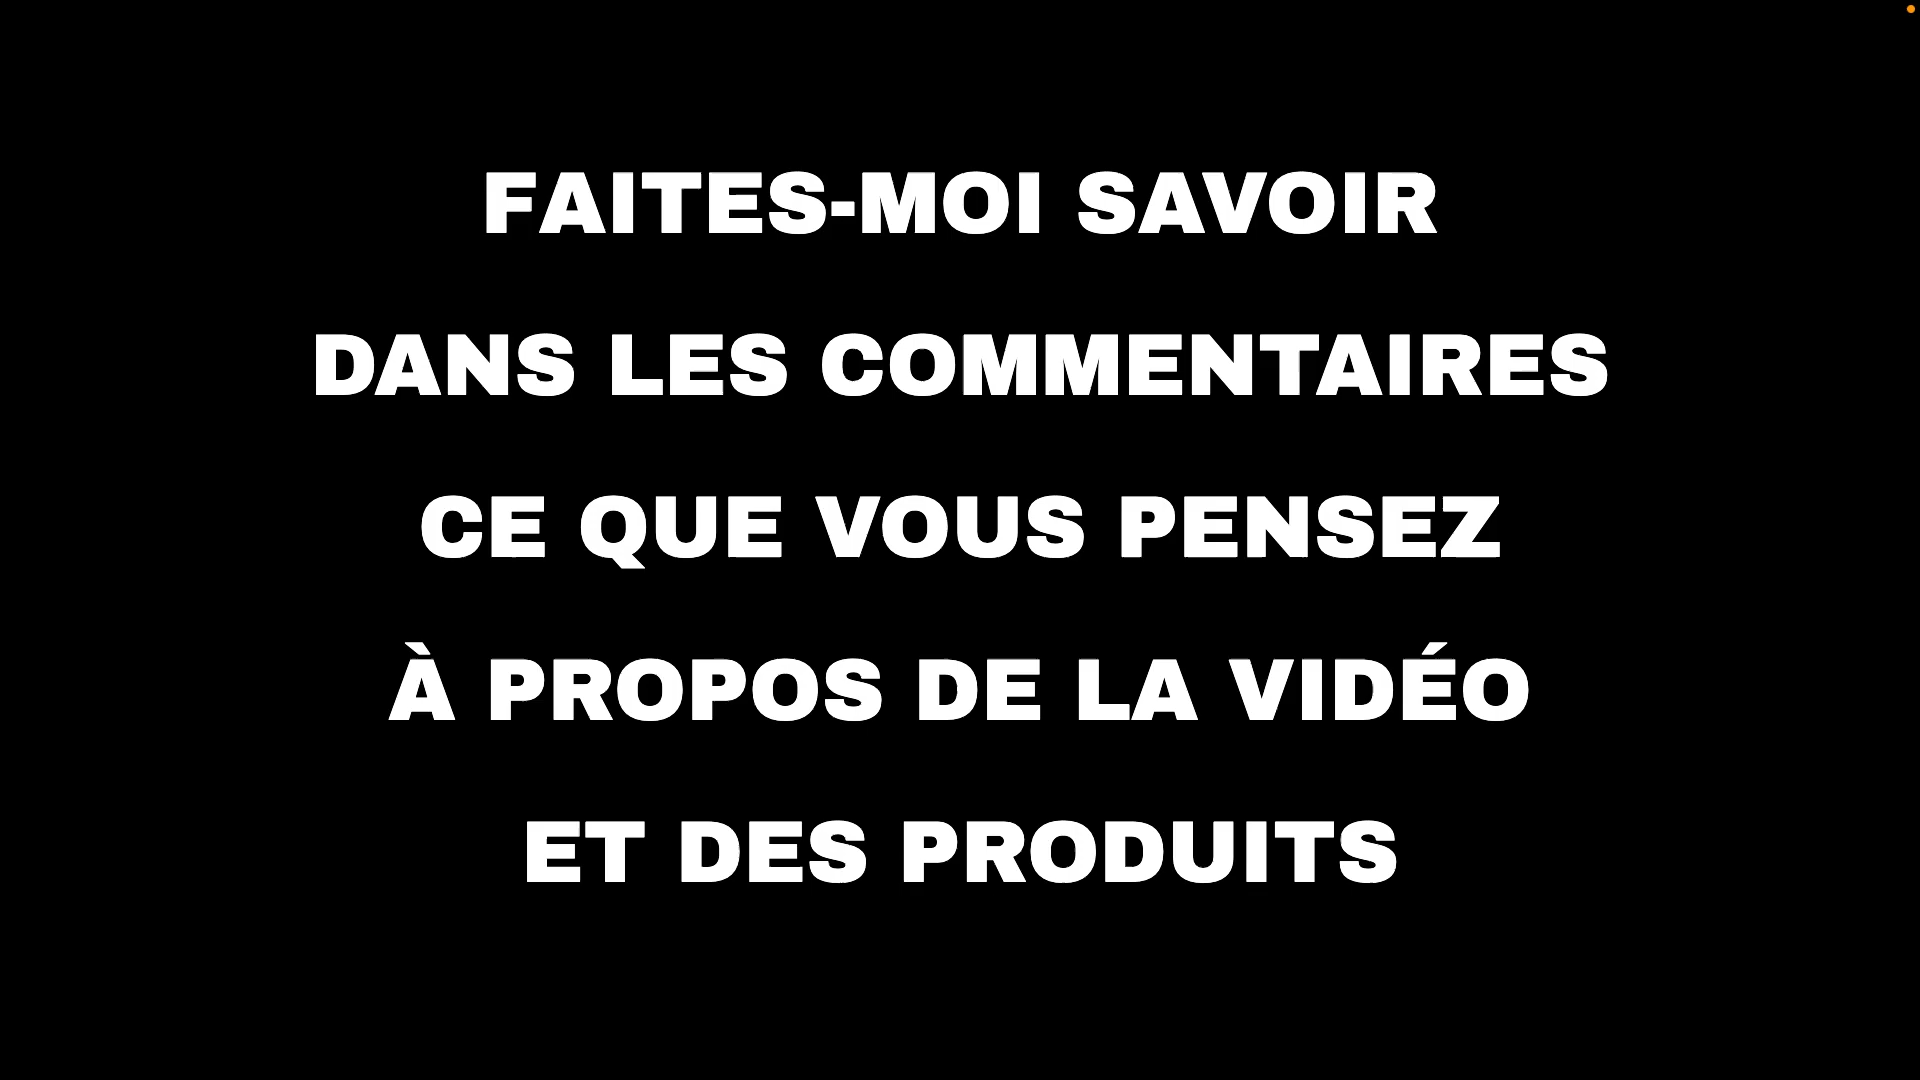 FAITES-MOI SAVOIR
DANS LES COMMENTAIRES
CE QUE VOUS PENSEZ
À PROPOS DE LA VIDÉO
ET DES PRODUITS